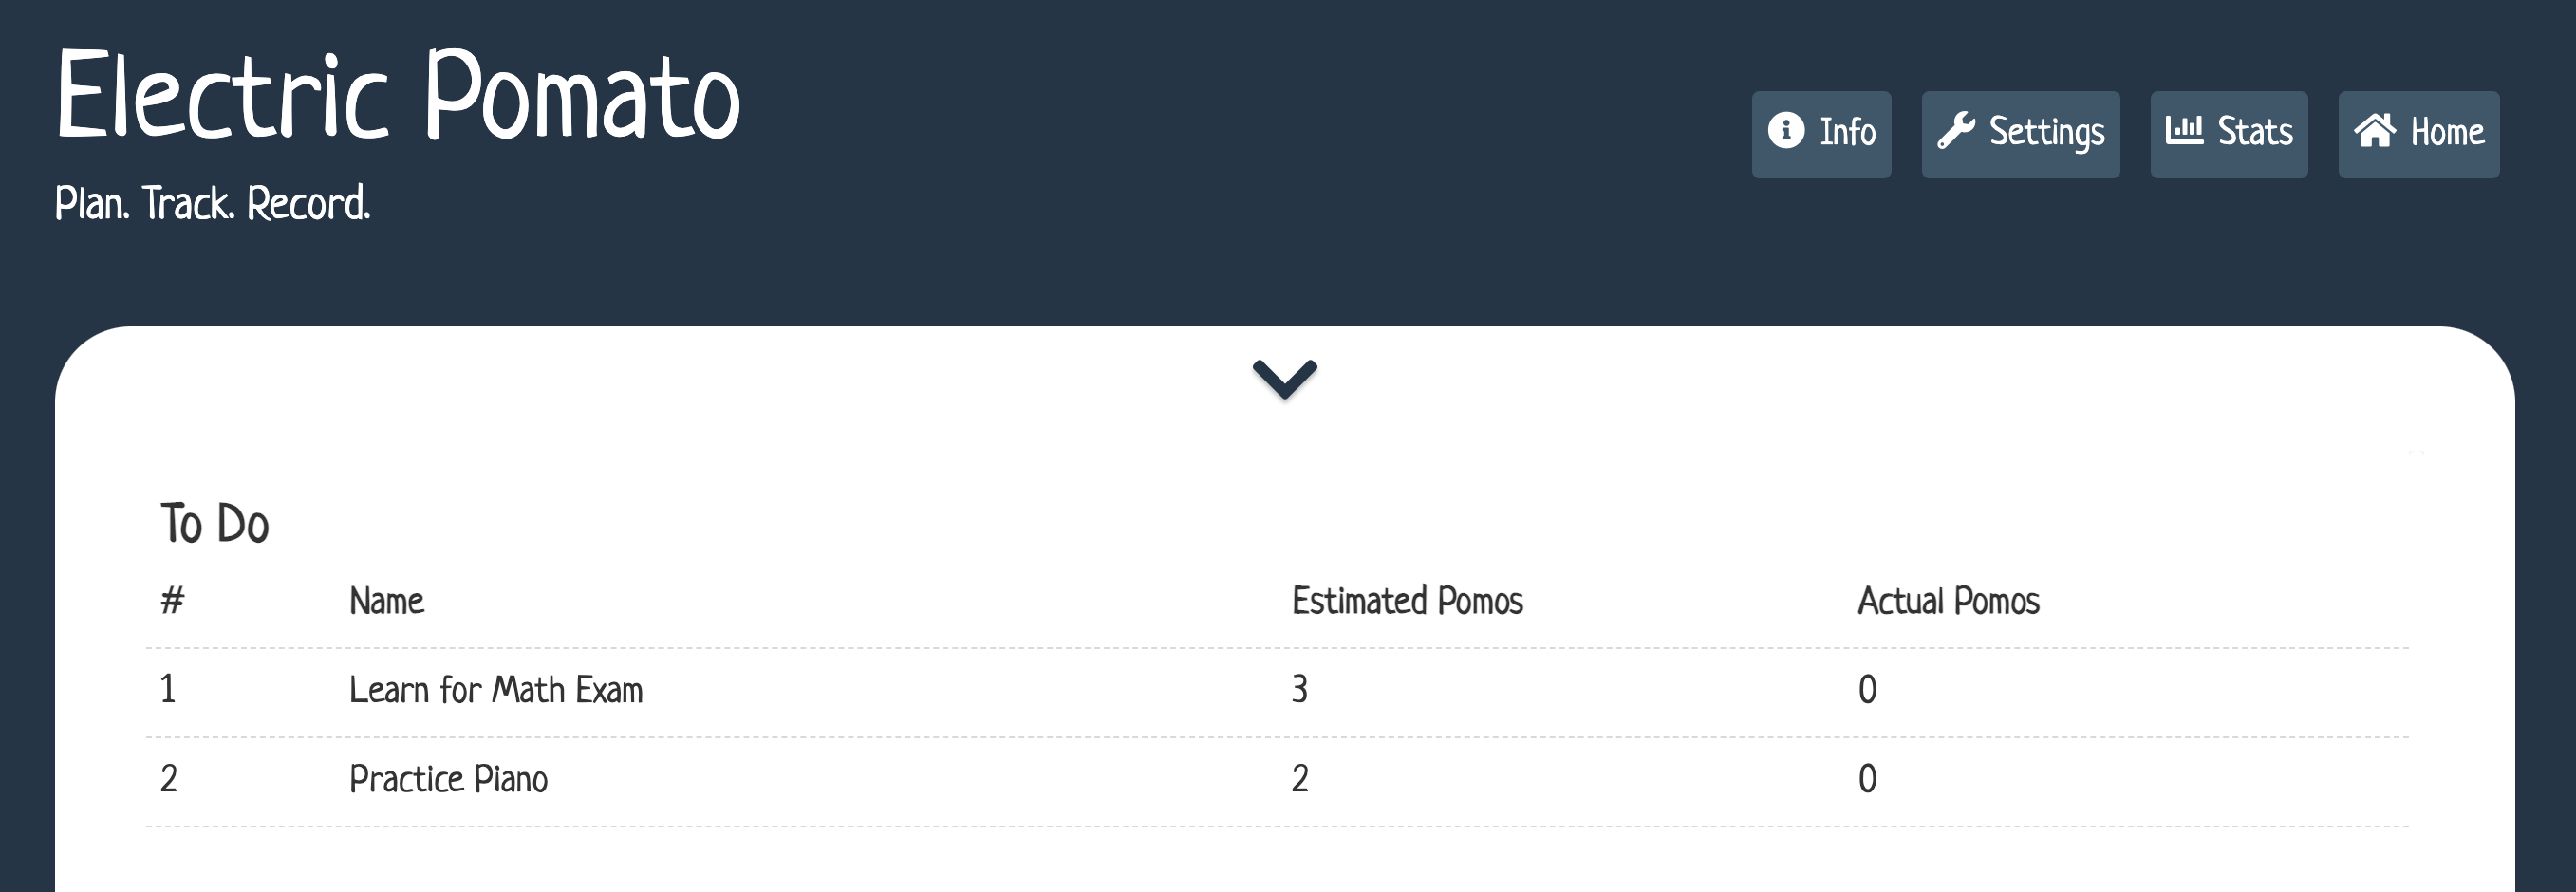 Electric Pomato
Plan. Track. Record.
Info Settings Stats Home
To Do
# Name Estimated Pomos Actual Pomos
1 Learn for Math Exam 3 0
2 Practice Piano 2 0